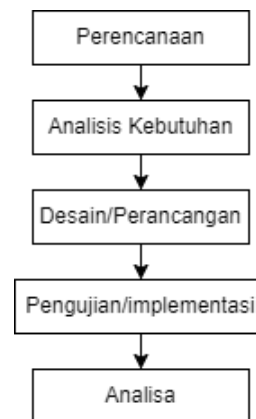 Perencanaan
Analisis Kebutuhan
Desain/Perancangan
Pengujian/implementasi
Analisa